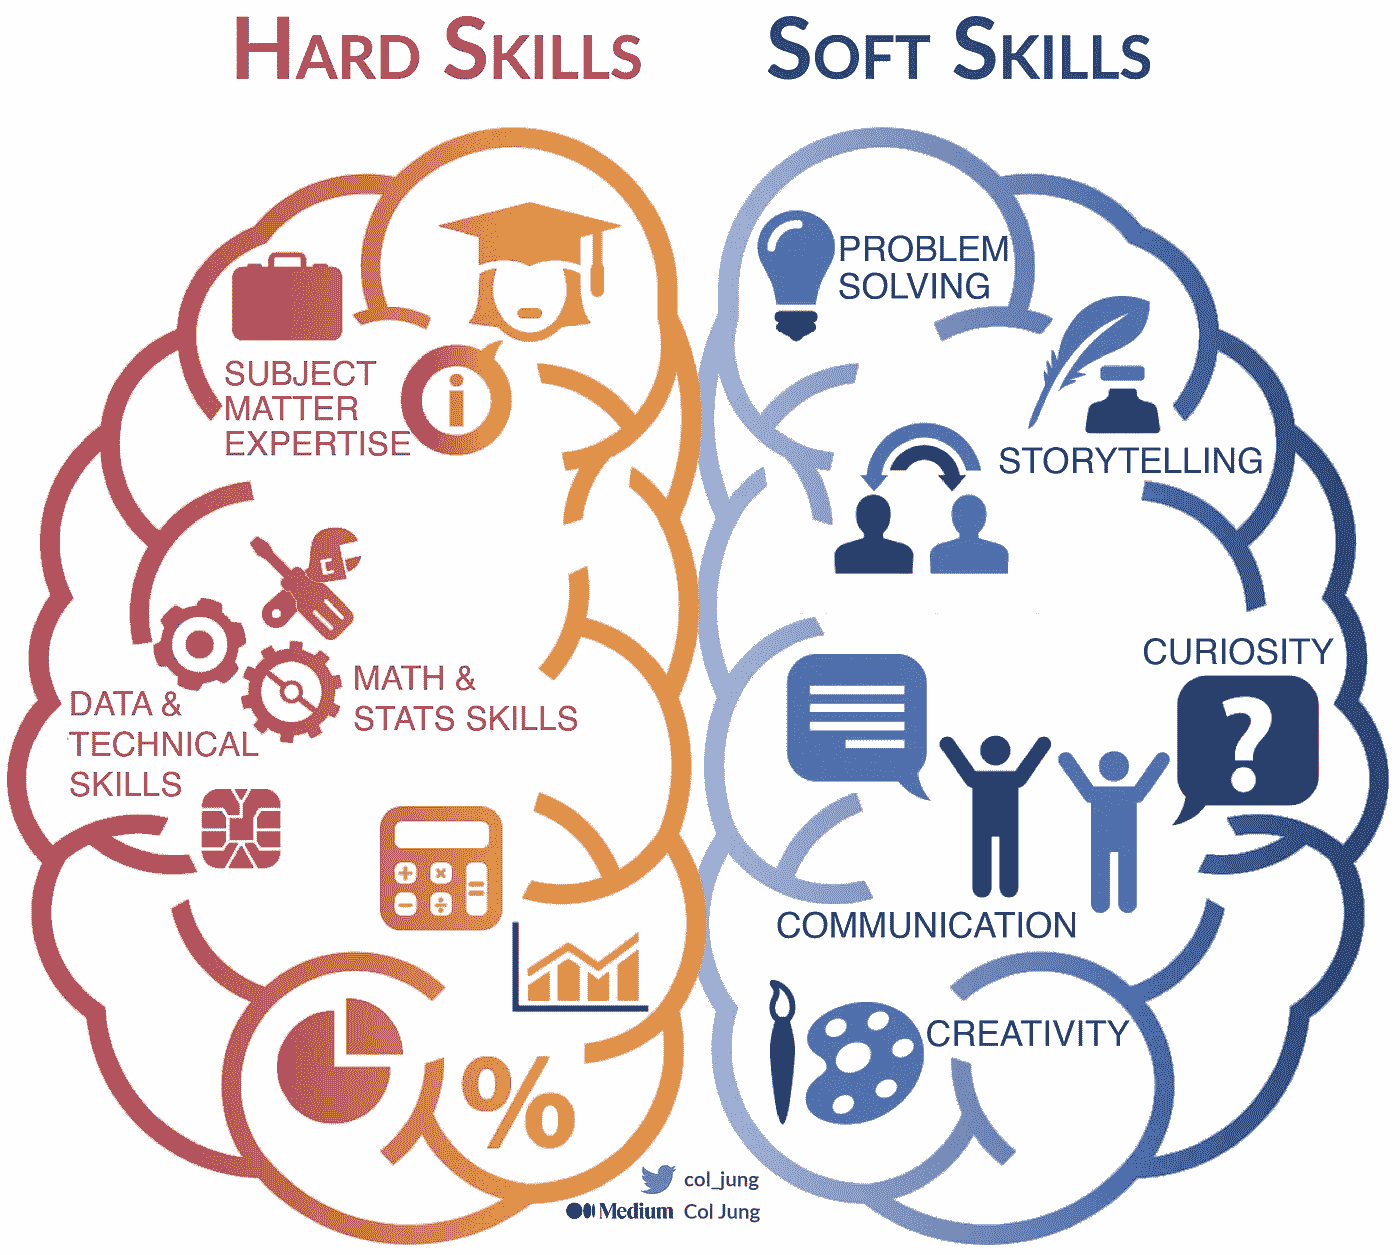 HARD SKILLS
SUBJECT
MATTER
EXPERTISE
i
MATH &
STATS SKILLS
DATA &
TECHNICAL
SKILLS
+ × =
− ÷
%
SOFT SKILLS
PROBLEM
SOLVING
STORYTELLING
CURIOSITY
?
COMMUNICATION
CREATIVITY
col_jung
Medium Col Jung